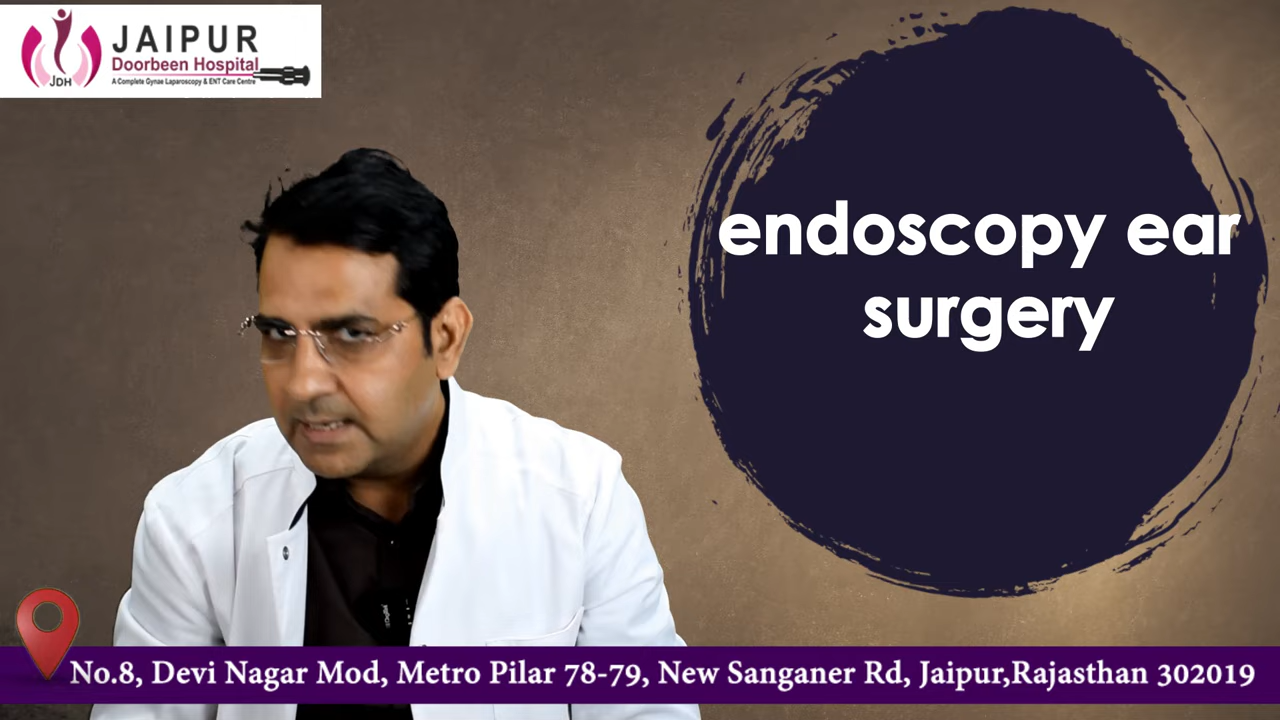 JAIPUR
Doorbeen Hospital
A Complete Gynae Laparoscopy & ENT Care Centre
JDH
endoscopy ear
surgery
No.8, Devi Nagar Mod, Metro Pilar 78-79, New Sanganer Rd, Jaipur,Rajasthan 302019